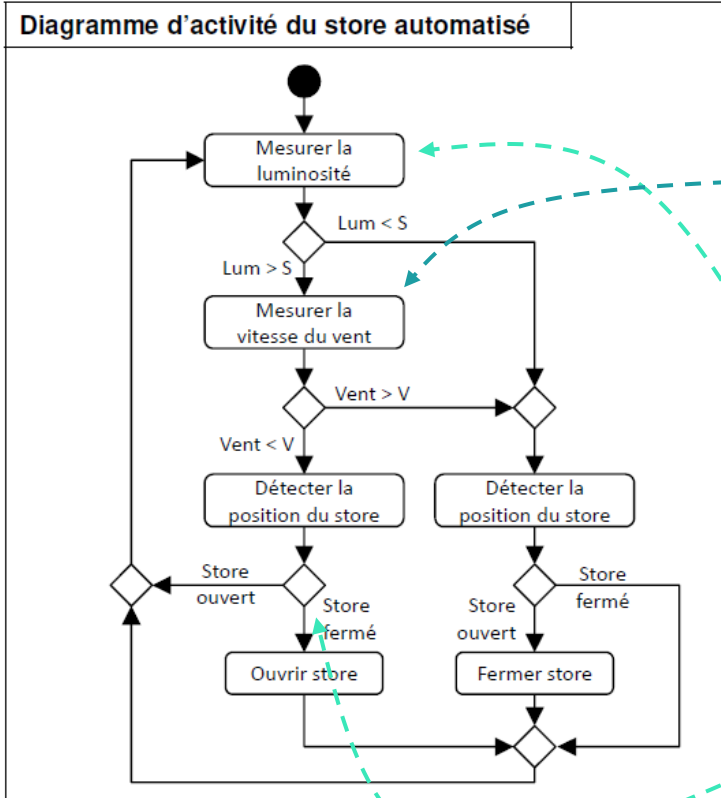 Diagramme d'activité du store automatisé
Mesurer la
luminosité
Lum < S
Lum > S
Mesurer la
vitesse du vent
Vent > V
Vent < V
Détecter la
position du store
Détecter la
position du store
Store
ouvert
Store
fermé
Store
ouvert
Store
fermé
Ouvrir store
Fermer store